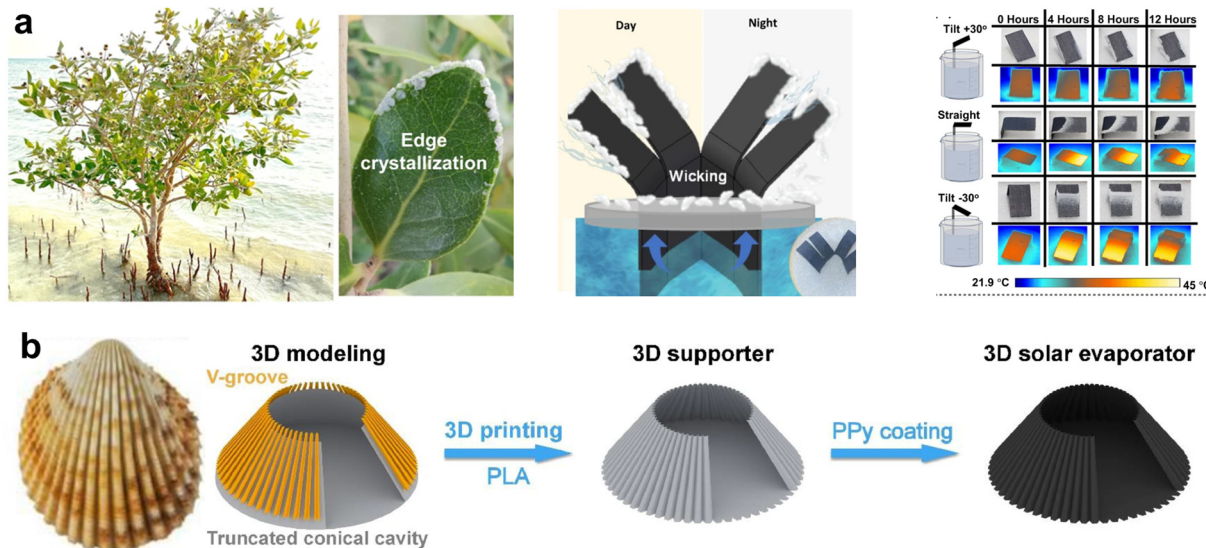 a
Edge
crystallization
Day
Night
Wicking
0 Hours
4 Hours
8 Hours
12 Hours
Tilt +30°
Straight
Tilt -30°
21.9 °C
45 °C
b
3D modeling
V-groove
Truncated conical cavity
3D printing
PLA
3D supporter
PPy coating
3D solar evaporator